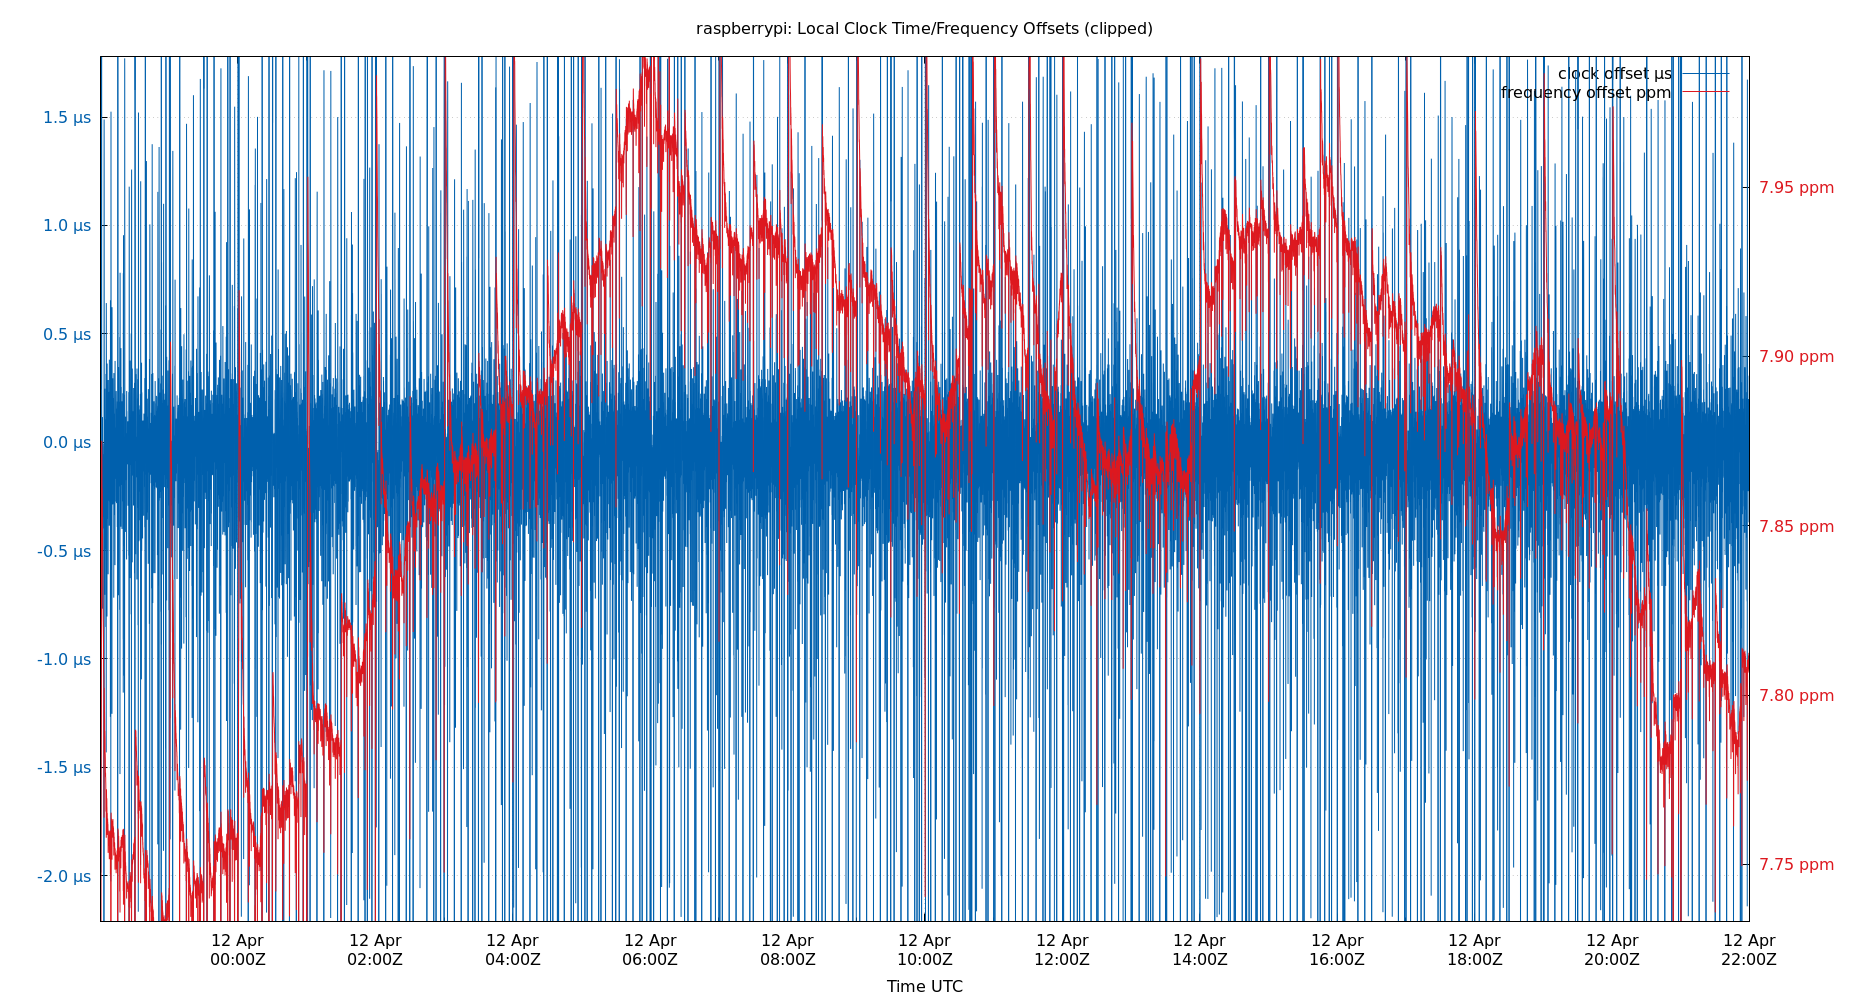 raspberrypi: Local Clock Time/Frequency Offsets (clipped)
clock offset µs
frequency offset ppm
1.5 µs
1.0 µs
0.5 µs
0.0 µs
-0.5 µs
-1.0 µs
-1.5 µs
-2.0 µs
7.95 ppm
7.90 ppm
7.85 ppm
7.80 ppm
7.75 ppm
12 Apr
00:00Z
12 Apr
02:00Z
12 Apr
04:00Z
12 Apr
06:00Z
12 Apr
08:00Z
12 Apr
10:00Z
12 Apr
12:00Z
12 Apr
14:00Z
12 Apr
16:00Z
12 Apr
18:00Z
12 Apr
20:00Z
12 Apr
22:00Z
Time UTC